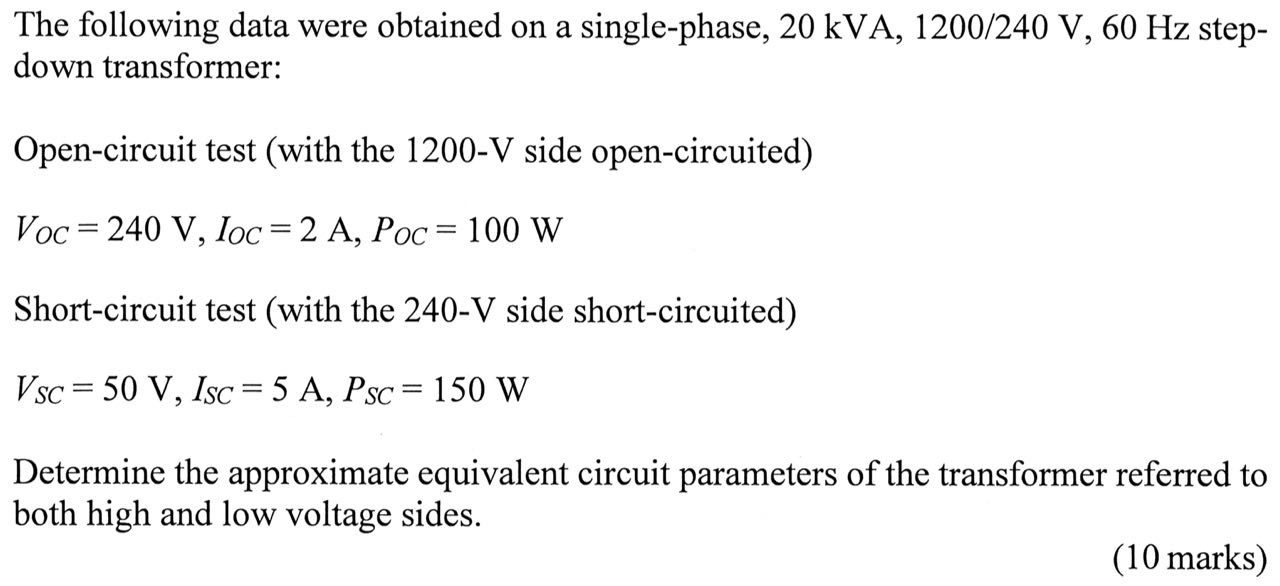 The following data were obtained on a single-phase, 20 kVA, 1200/240 V, 60 Hz step-
down transformer:
Open-circuit test (with the 1200-V side open-circuited)
VOC = 240 V, IOC = 2 A, POC = 100 W
Short-circuit test (with the 240-V side short-circuited)
VSC = 50 V, ISC = 5 A, PSC = 150 W
Determine the approximate equivalent circuit parameters of the transformer referred to
both high and low voltage sides.
(10 marks)